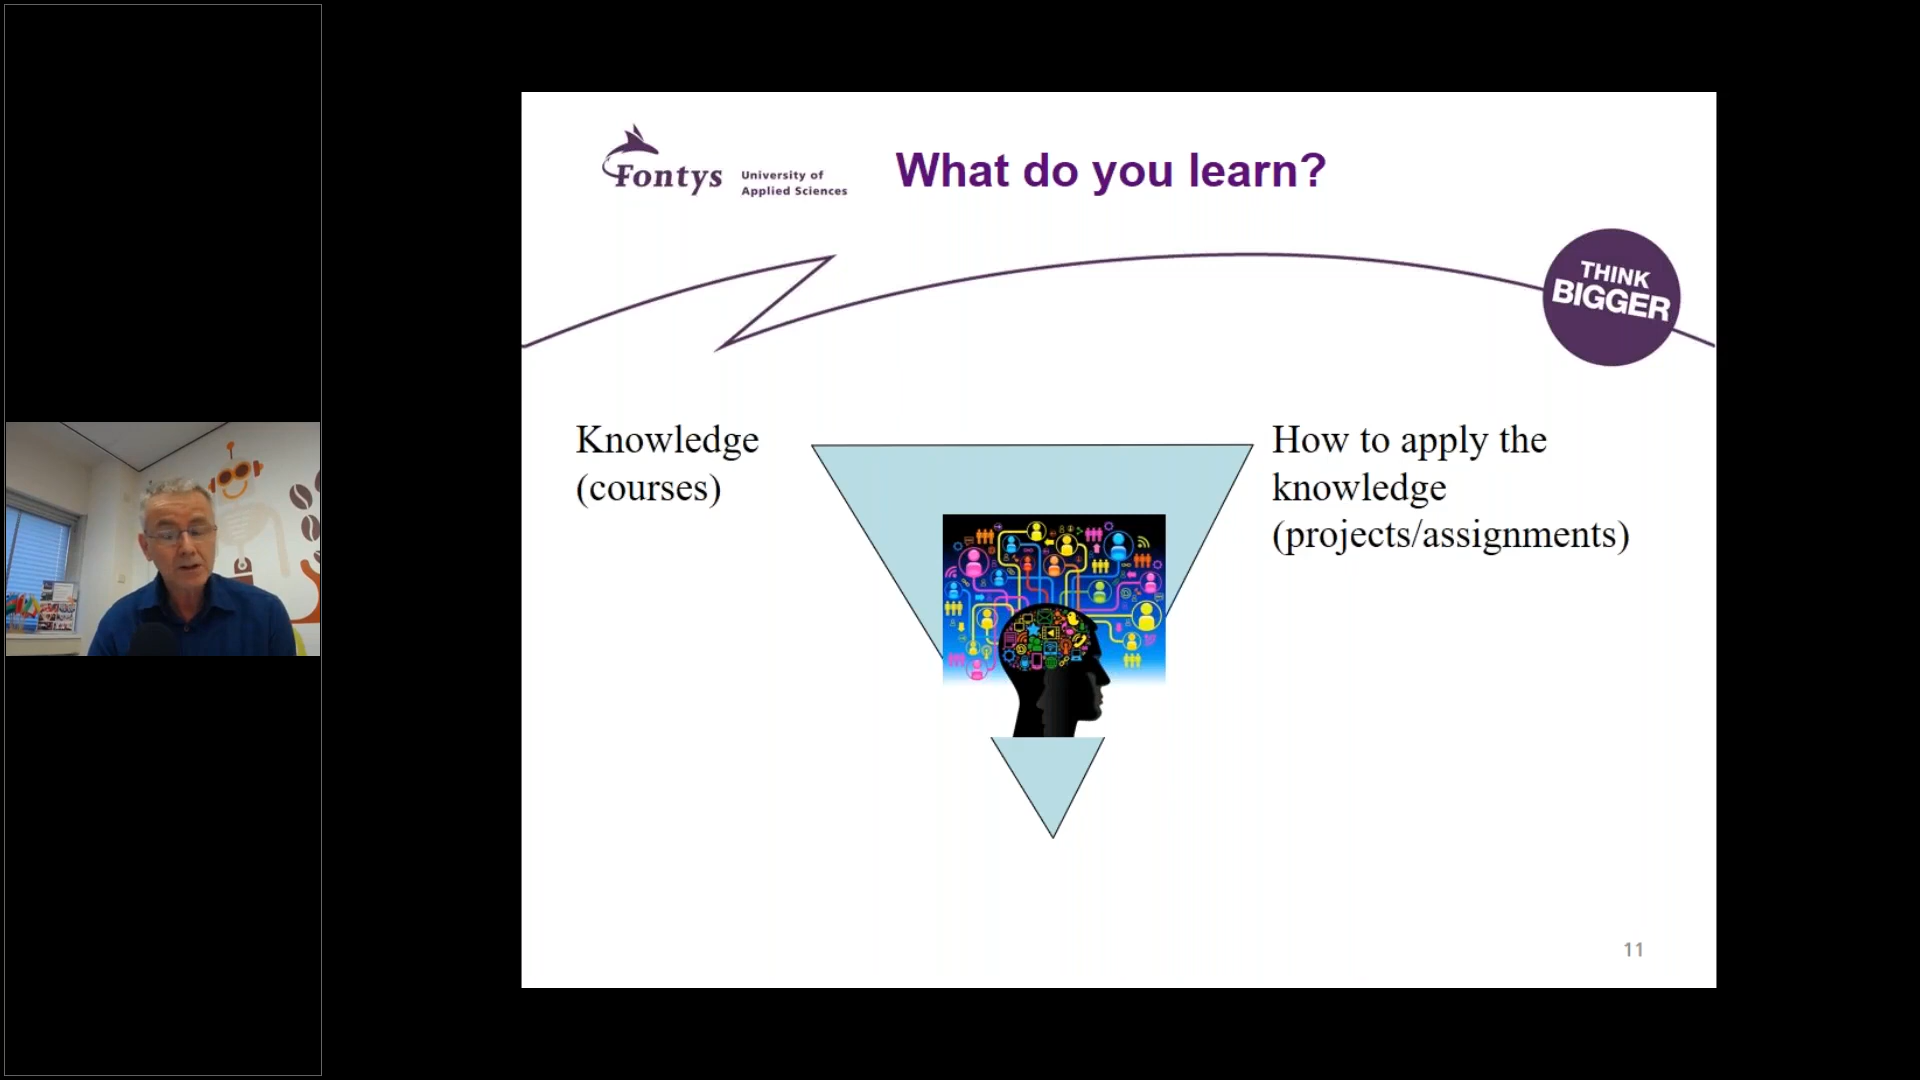 Fontys
University of
Applied Sciences
What do you learn?
THINK
BIGGER
Knowledge
(courses)
How to apply the
knowledge
(projects/assignments)
11